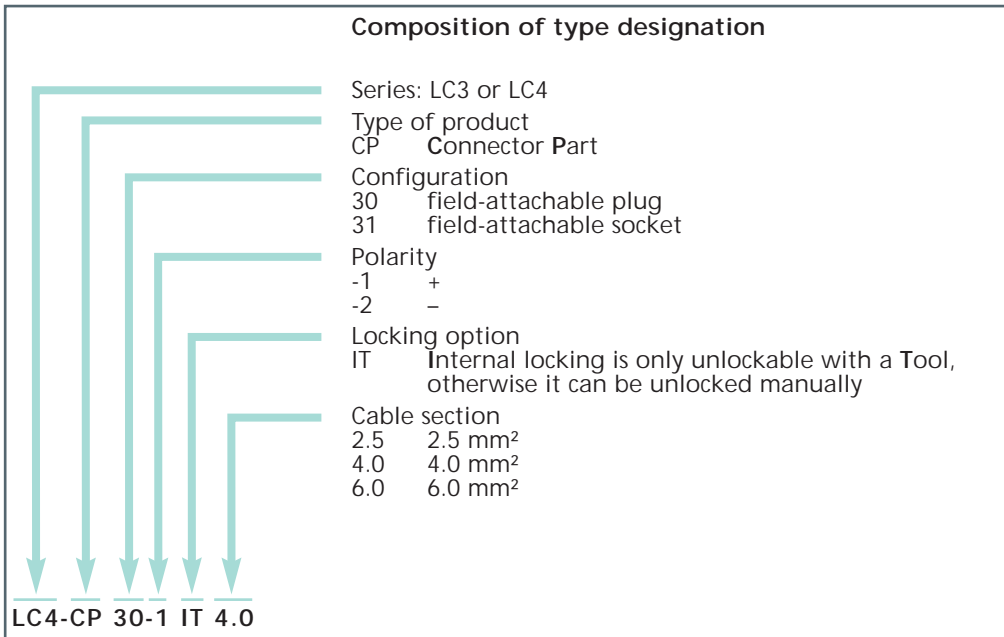 Composition of type designation
Series: LC3 or LC4
Type of product
CP Connector Part
Configuration
30 field-attachable plug
31 field-attachable socket
Polarity
-1 +
-2 –
Locking option
IT Internal locking is only unlockable with a Tool,
otherwise it can be unlocked manually
Cable section
2.5 2.5 mm²
4.0 4.0 mm²
6.0 6.0 mm²
LC4-CP 30-1 IT 4.0